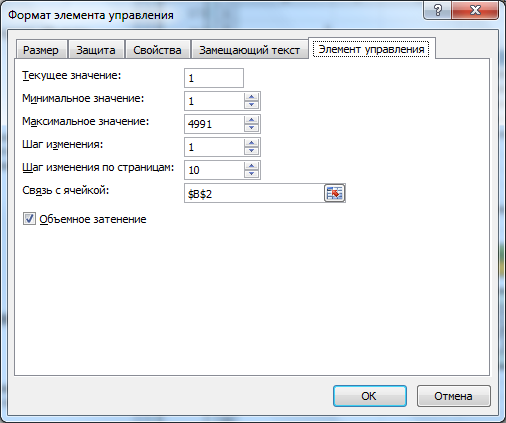 Формат элемента управления
Размер Защита Свойства Замещающий текст Элемент управления
Текущее значение: 1
Минимальное значение: 1
Максимальное значение: 4991
Шаг изменения: 1
Шаг изменения по страницам: 10
Связь с ячейкой: $B$2
Объемное затенение
ОК Отмена